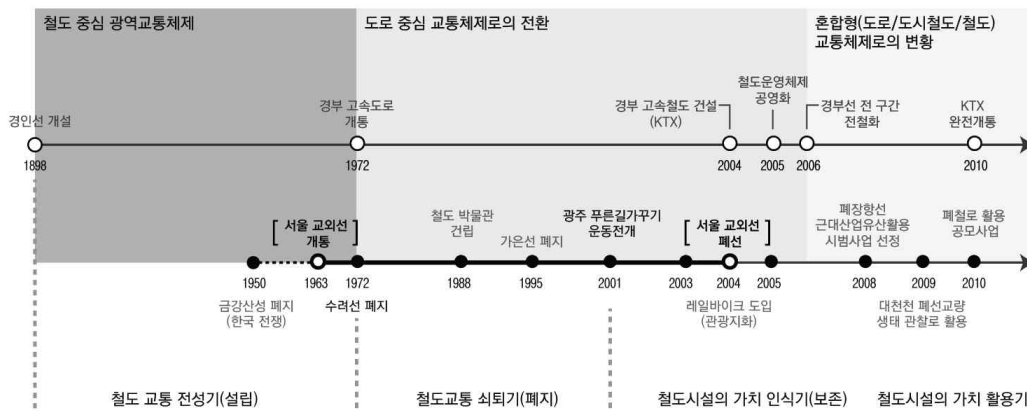 철도 중심 광역교통체제
도로 중심 교통체제로의 전환
혼합형(도로/도시철도/철도)
교통체제로의 변황
경인선 개설
경부 고속도로
개통
경부 고속철도 건설
(KTX)
철도운영체제
공영화
경부선 전 구간
전철화
KTX
완전개통
1898
1972
2004
2005
2006
2010
[ 서울 교외선 ]
개통
철도 박물관
건립
가은선 폐지
광주 푸른길가꾸기
운동전개
[ 서울 교외선 ]
폐선
폐장항선
근대산업유산활용
시범사업 선정
폐철로 활용
공모사업
1950
1963
1972
1988
1995
2001
2003
2004
2005
2008
2009
2010
금강산성 폐지
(한국 전쟁)
수려선 폐지
레일바이크 도입
(관광지화)
대천천 폐선교량
생태 관찰로 활용
철도 교통 전성기(설립)
철도교통 쇠퇴기(폐지)
철도시설의 가치 인식기(보존)
철도시설의 가치 활용기